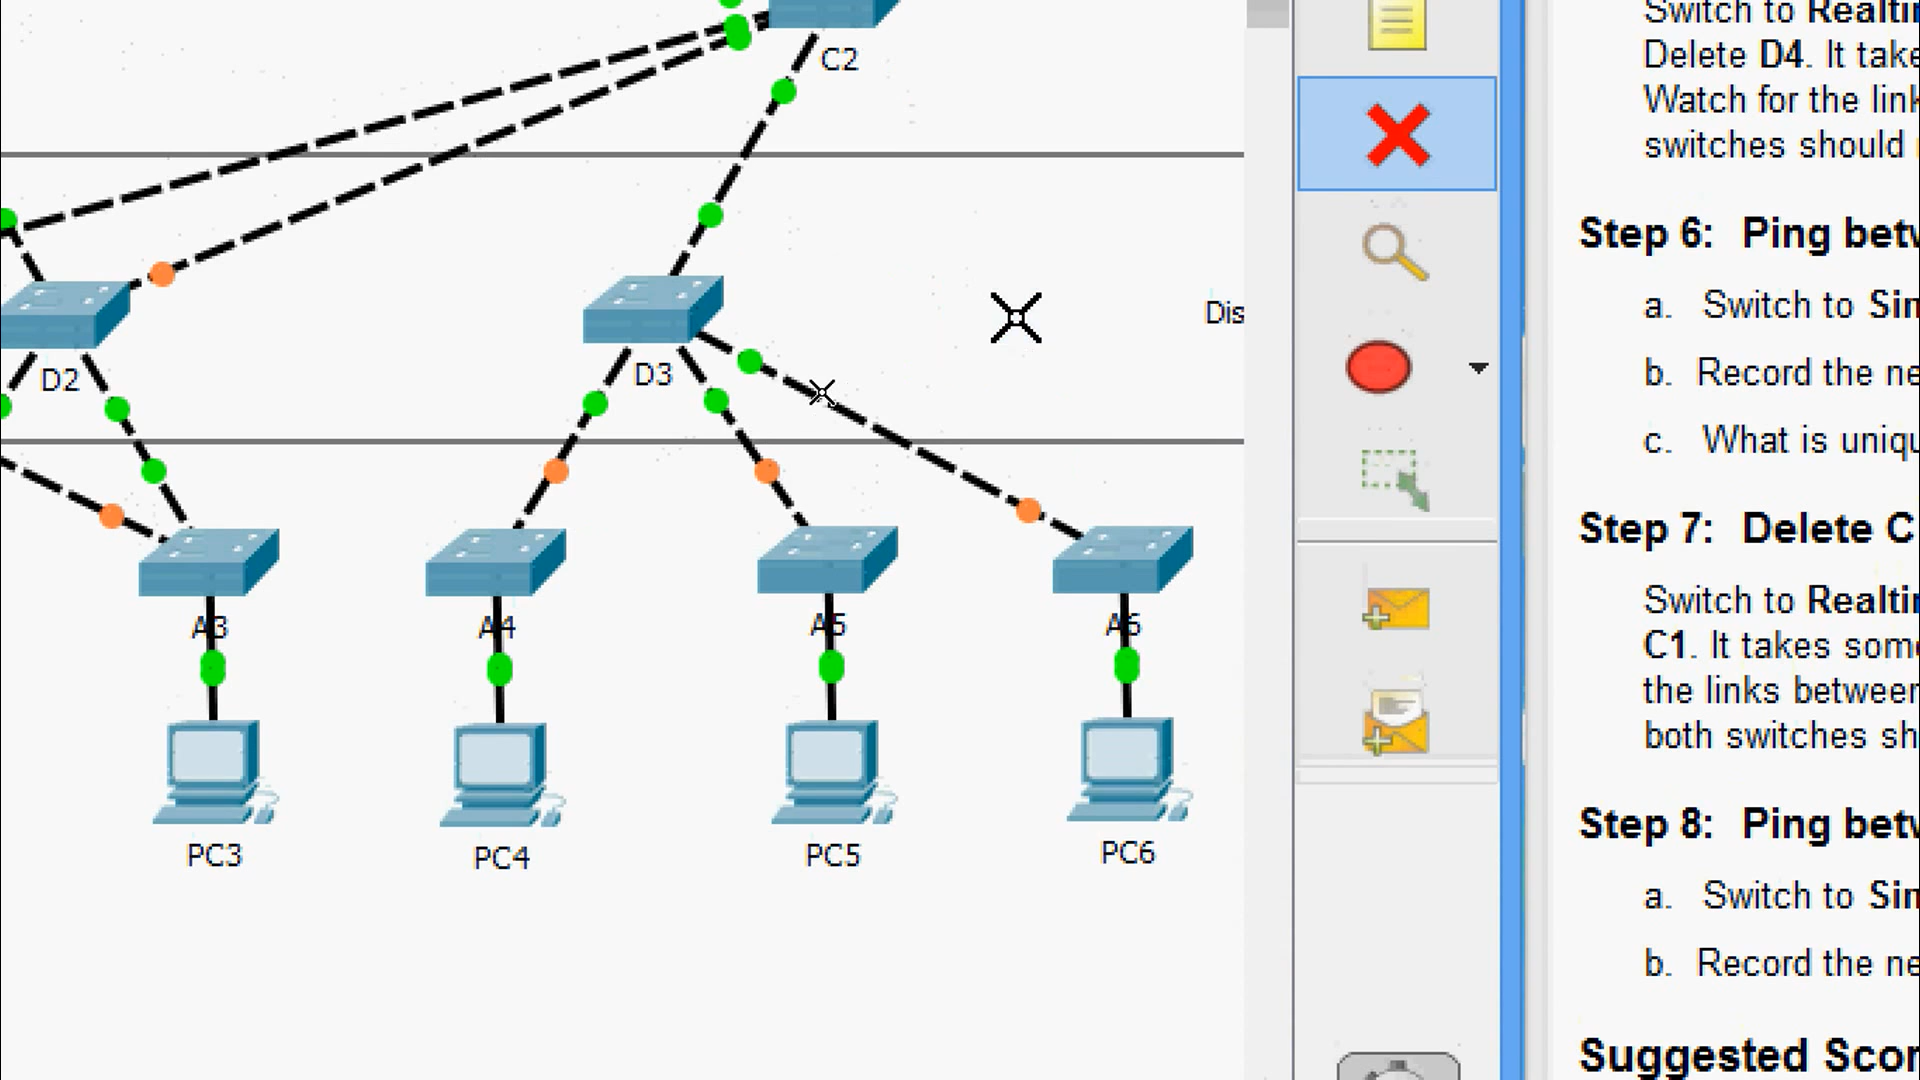 C2
Dis
D2
D3
A3
A4
A5
A6
PC3
PC4
PC5
PC6
Switch to Realtin
Delete D4. It take
Watch for the link
switches should
Step 6: Ping betw
a. Switch to Sim
b. Record the ne
c. What is uniqu
Step 7: Delete C
Switch to Realtin
C1. It takes some
the links between
both switches sh
Step 8: Ping betw
a. Switch to Sim
b. Record the ne
Suggested Scor